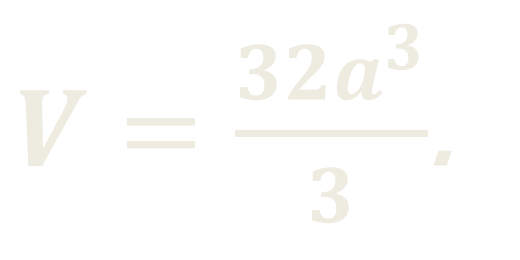 V = 32a³/3.